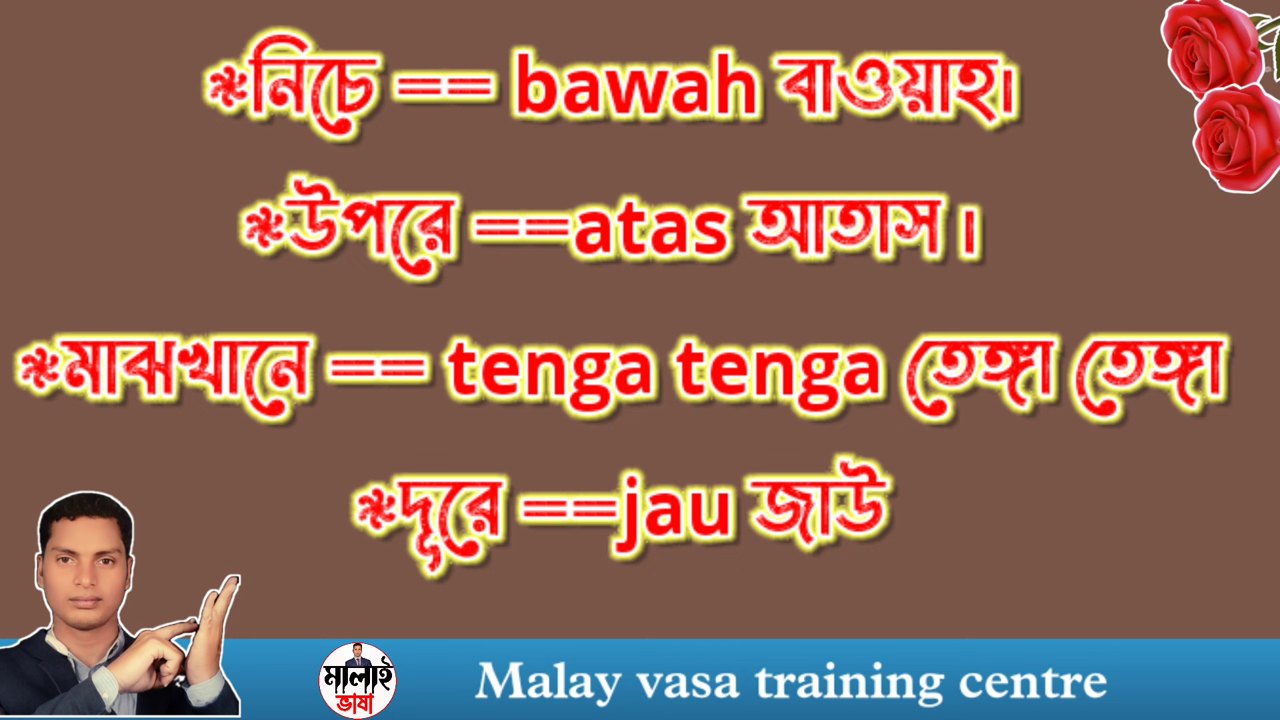 *নিচে == bawah বাওয়াহ।
*উপরে ==atas আতাস ।
*মাঝখানে == tenga tenga তেঙ্গা তেঙ্গা
*দূরে ==jau জাউ
মালাই
ভাষা
Malay vasa training centre